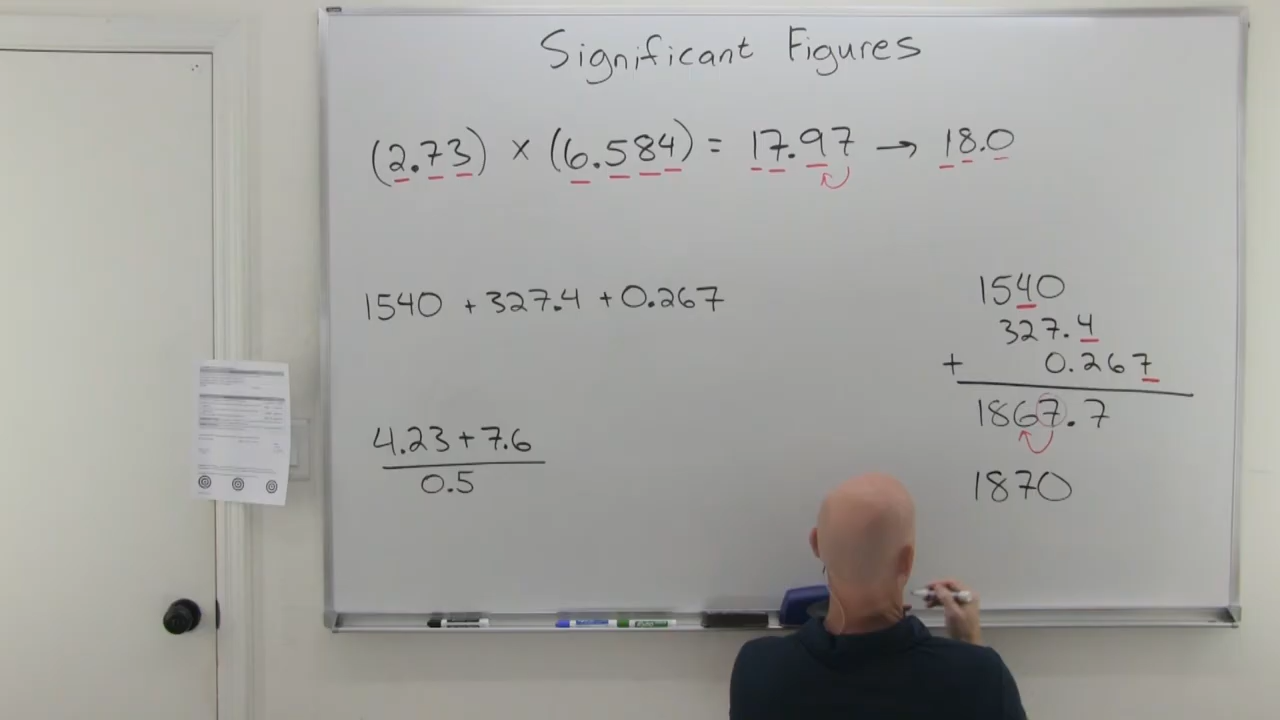 Significant Figures
(2.73) × (6.584) = 17.97 → 18.0
1540 + 327.4 + 0.267
4.23 + 7.6
0.5
1540
327.4
+ 0.267
1867.7
1870